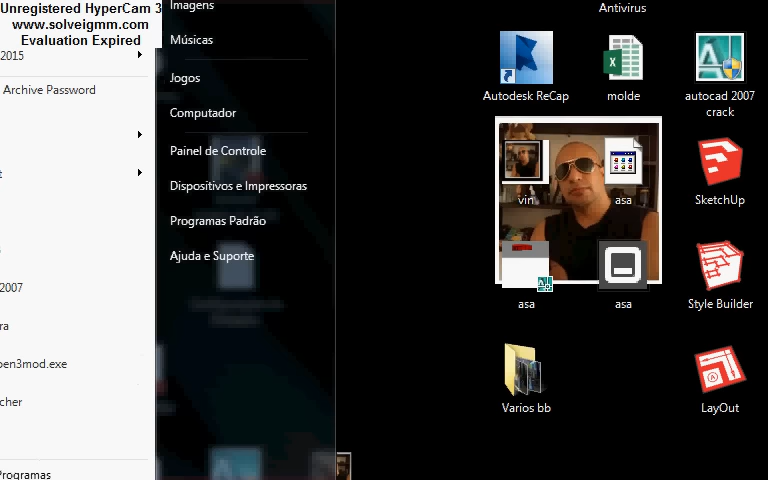 Unregistered HyperCam 3
www.solveigmm.com
Evaluation Expired
2015
Archive Password
2007
ra
pen3mod.exe
cher
Programas
Imagens
Músicas
Jogos
Computador
Painel de Controle
Dispositivos e Impressoras
Programas Padrão
Ajuda e Suporte
Antivirus
Autodesk ReCap
molde
autocad 2007
crack
vin
asa
SketchUp
asa
asa
Style Builder
Varios bb
LayOut